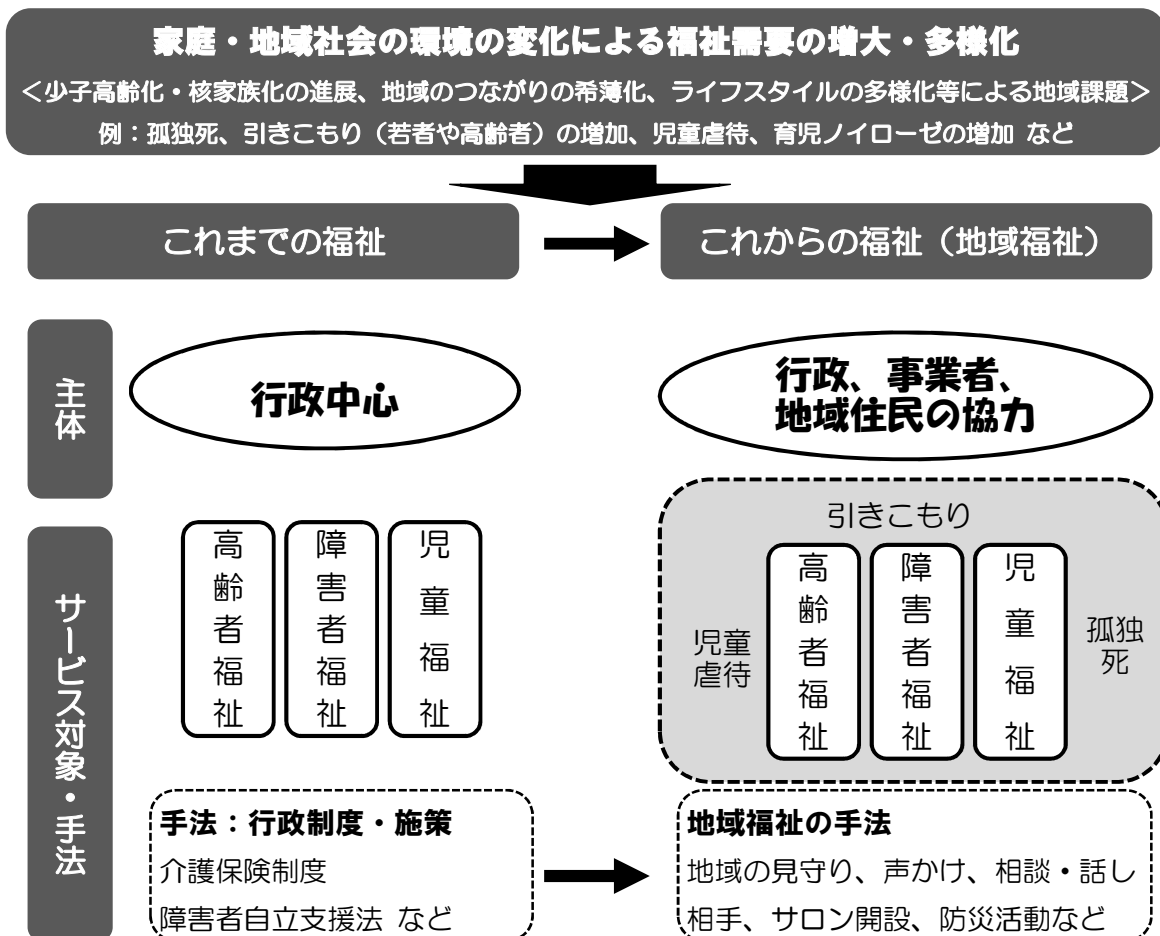 家庭・地域社会の環境の変化による福祉需要の増大・多様化
＜少子高齢化・核家族化の進展、地域のつながりの希薄化、ライフスタイルの多様化等による地域課題＞
例：孤独死、引きこもり（若者や高齢者）の増加、児童虐待、育児ノイローゼの増加 など
これまでの福祉
これからの福祉（地域福祉）
主体
行政中心
行政、事業者、
地域住民の協力
サービス対象・手法
高齢者福祉
障害者福祉
児童福祉
引きこもり
児童
虐待
高齢者福祉
障害者福祉
児童福祉
孤独
死
手法：行政制度・施策
介護保険制度
障害者自立支援法 など
地域福祉の手法
地域の見守り、声かけ、相談・話し
相手、サロン開設、防災活動など